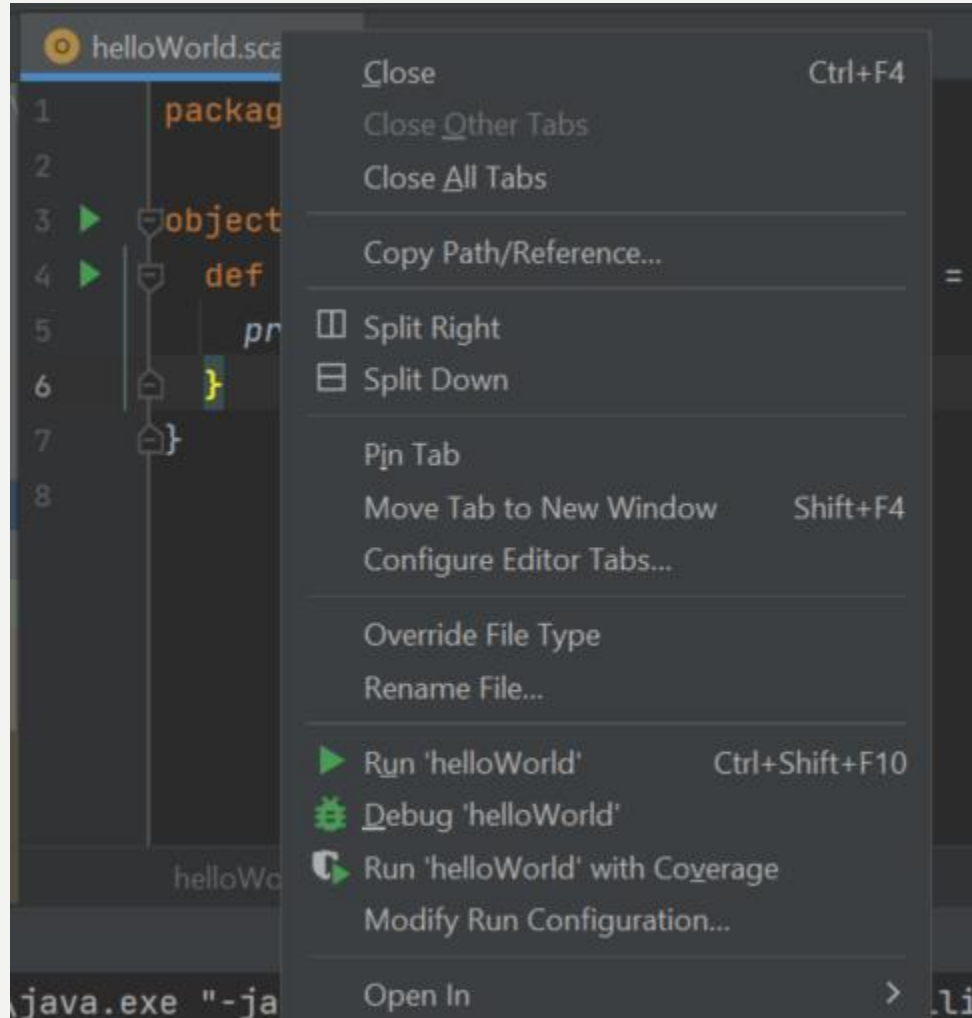 helloWorld.sca
Close Ctrl+F4
Close Other Tabs
Close All Tabs
Copy Path/Reference...
Split Right
Split Down
Pin Tab
Move Tab to New Window Shift+F4
Configure Editor Tabs...
Override File Type
Rename File...
Run 'helloWorld' Ctrl+Shift+F10
Debug 'helloWorld'
Run 'helloWorld' with Coverage
Modify Run Configuration...
Open In
1 packag
2
3 object
4 def =
5 pr
6 }
7 }
8
helloWo
\java.exe "-ja .li